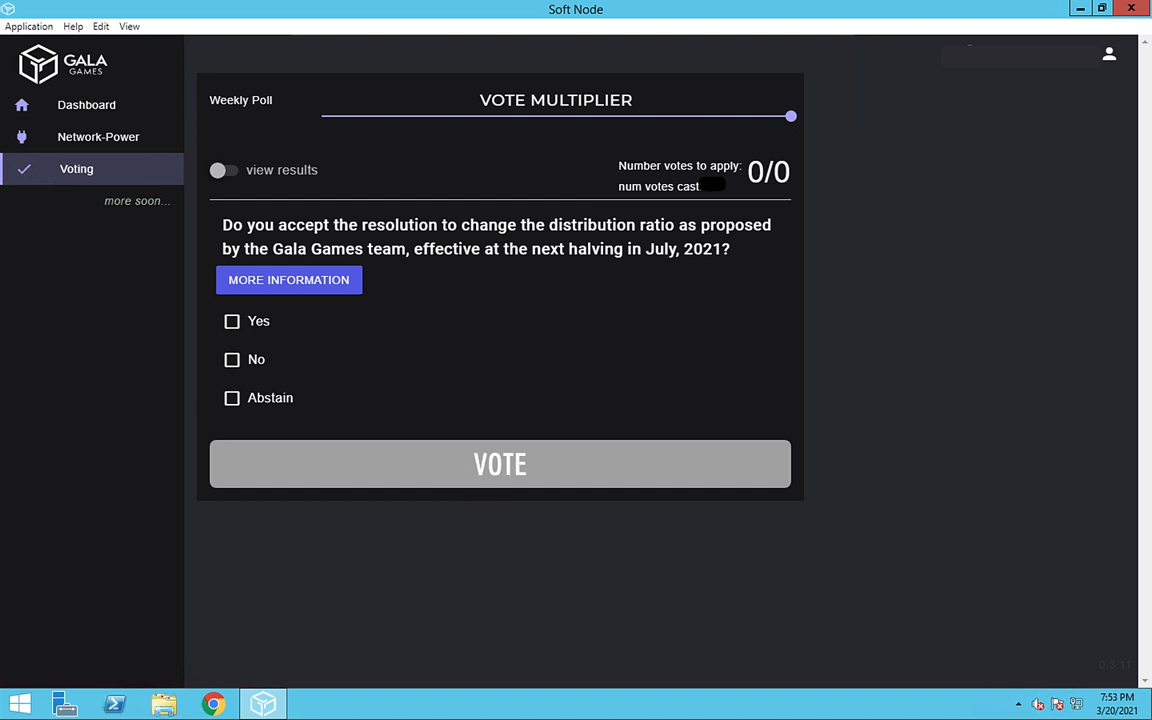 Soft Node
Application Help Edit View
GALA
GAMES
Dashboard
Network-Power
Voting
more soon...
Weekly Poll
VOTE MULTIPLIER
view results
Number votes to apply: 0/0
num votes cast
Do you accept the resolution to change the distribution ratio as proposed
by the Gala Games team, effective at the next halving in July, 2021?
MORE INFORMATION
Yes
No
Abstain
VOTE
0.3.11
7:53 PM
3/20/2021